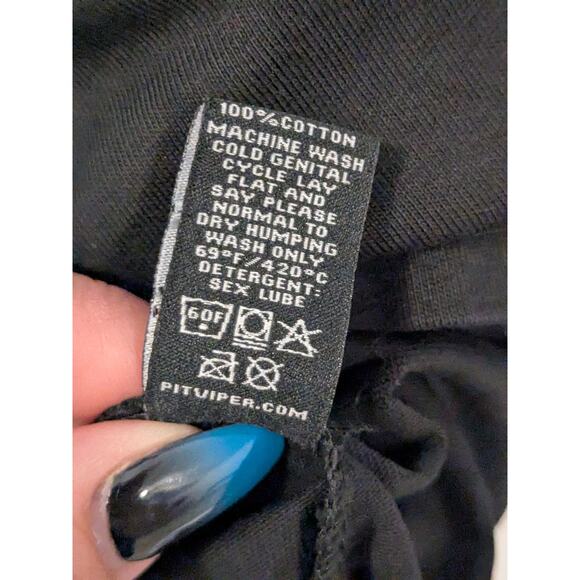 100%COTTON
MACHINE WASH
COLD GENITAL
CYCLE LAY
FLAT AND
SAY PLEASE
NORMAL TO
DRY HUMPING
WASH ONLY
69°F/420°C
DETERGENT:
SEX LUBE
60F
PITVIPER.COM